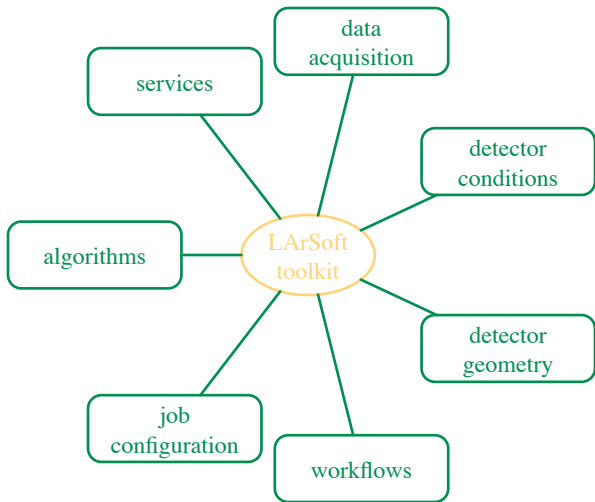 data
acquisition
services
detector
conditions
LArSoft
toolkit
algorithms
detector
geometry
job
configuration
workflows